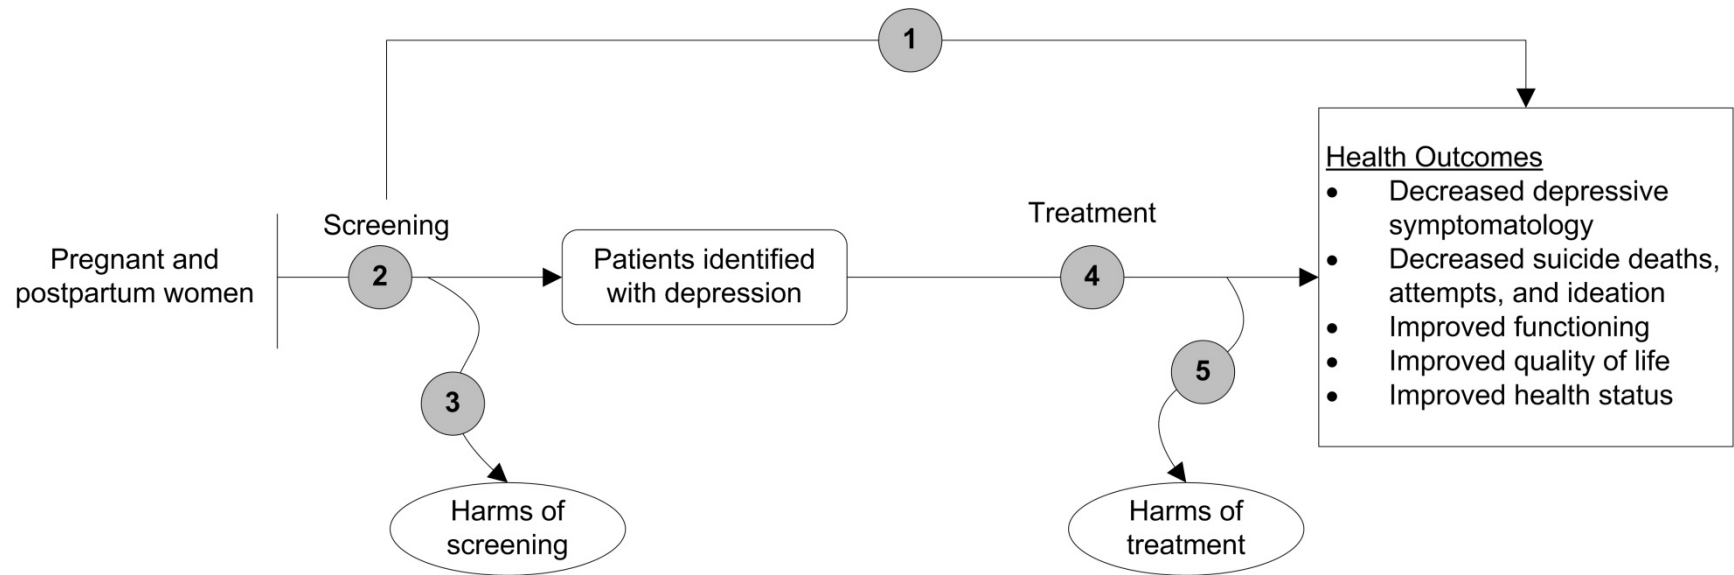 1
Pregnant and
postpartum women
Screening
2
Patients identified
with depression
3
Harms of
screening
Treatment
4
5
Harms of
treatment
Health Outcomes
• Decreased depressive
symptomatology
• Decreased suicide deaths,
attempts, and ideation
• Improved functioning
• Improved quality of life
• Improved health status